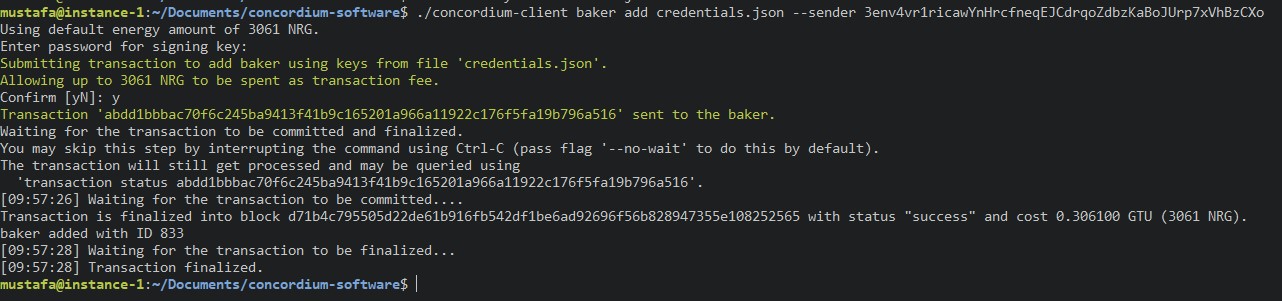 mustafa@instance-1:~/Documents/concordium-software$ ./concordium-client baker add credentials.json --sender 3env4vr1ricawYnHrcfneqEJCdrqoZdbzKaBoJUrp7xVhBzCXo
Using default energy amount of 3061 NRG.
Enter password for signing key:
Submitting transaction to add baker using keys from file 'credentials.json'.
Allowing up to 3061 NRG to be spent as transaction fee.
Confirm [yN]: y
Transaction 'abdd1bbbac70f6c245ba9413f41b9c165201a966a11922c176f5fa19b796a516' sent to the baker.
Waiting for the transaction to be committed and finalized.
You may skip this step by interrupting the command using Ctrl-C (pass flag '--no-wait' to do this by default).
The transaction will still get processed and may be queried using
  'transaction status abdd1bbbac70f6c245ba9413f41b9c165201a966a11922c176f5fa19b796a516'.
[09:57:26] Waiting for the transaction to be committed....
Transaction is finalized into block d71b4c795505d22de61b916fb542df1be6ad92696f56b828947355e108252565 with status "success" and cost 0.306100 GTU (3061 NRG).
baker added with ID 833
[09:57:28] Waiting for the transaction to be finalized...
[09:57:28] Transaction finalized.
mustafa@instance-1:~/Documents/concordium-software$